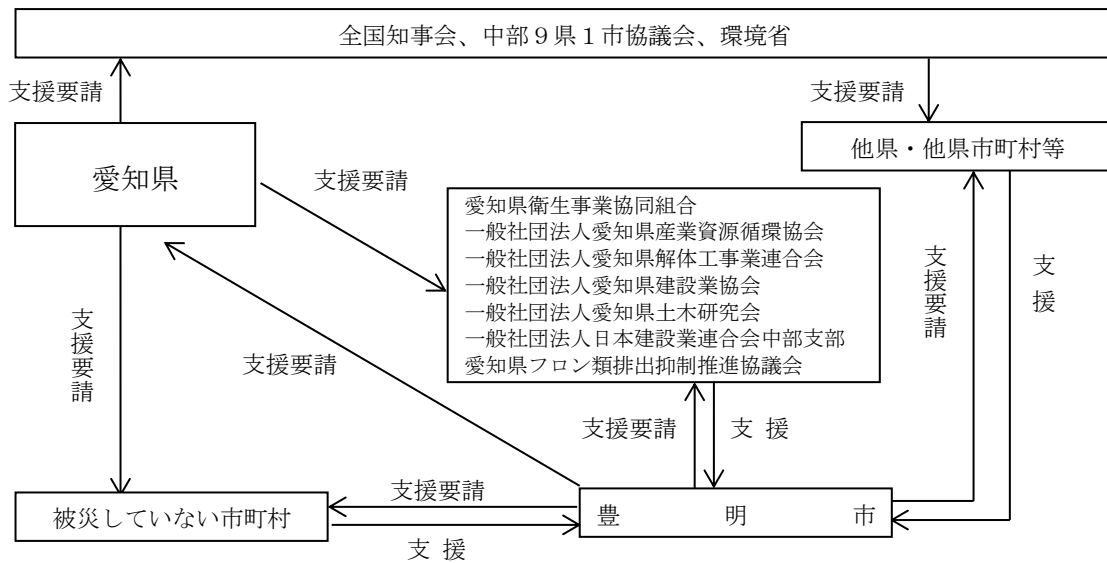 全国知事会、中部９県１市協議会、環境省
支援要請
支援要請
愛知県
他県・他県市町村等
支援要請
愛知県衛生事業協同組合
一般社団法人愛知県産業資源循環協会
一般社団法人愛知県解体工事業連合会
一般社団法人愛知県建設業協会
一般社団法人愛知県土木研究会
一般社団法人日本建設業連合会中部支部
愛知県フロン類排出抑制推進協議会
支援要請
支援
支援要請
支援要請
支援要請
支 援
支援要請
被災していない市町村
豊 明 市
支 援